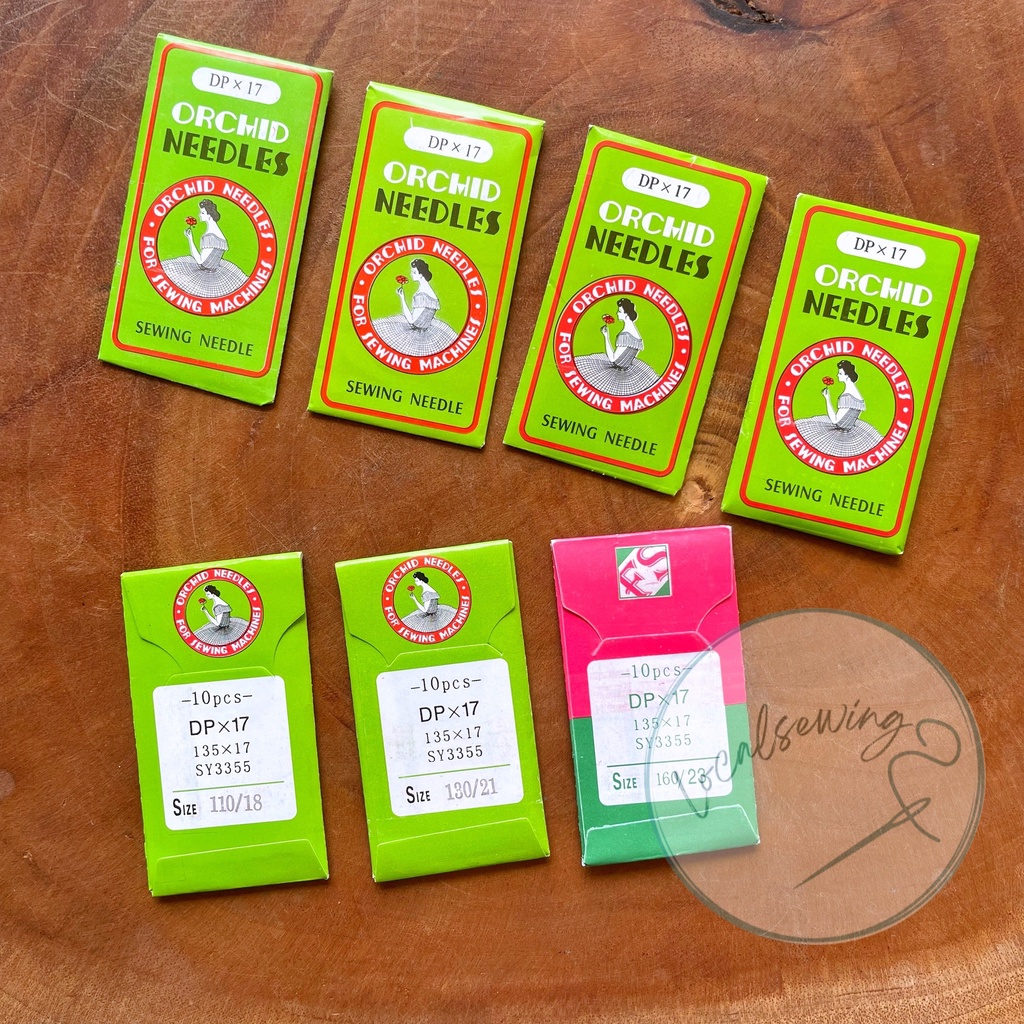 DP×17
ORCHID
NEEDLES
ORCHID NEEDLES
FOR SEWING MACHINES
SEWING NEEDLE
DP×17
ORCHID
NEEDLES
ORCHID NEEDLES
FOR SEWING MACHINES
SEWING NEEDLE
DP×17
ORCHID
NEEDLES
ORCHID NEEDLES
FOR SEWING MACHINES
SEWING NEEDLE
DP×17
ORCHID
NEEDLES
ORCHID NEEDLES
FOR SEWING MACHINES
SEWING NEEDLE
ORCHID NEEDLES
FOR SEWING MACHINES
-10pcs-
DP×17
135×17
SY3355
SIZE 110/18
ORCHID NEEDLES
FOR SEWING MACHINES
-10pcs-
DP×17
135×17
SY3355
SIZE 130/21
-10pcs-
DP×17
135×17
SY3355
SIZE 160/23
localsewing